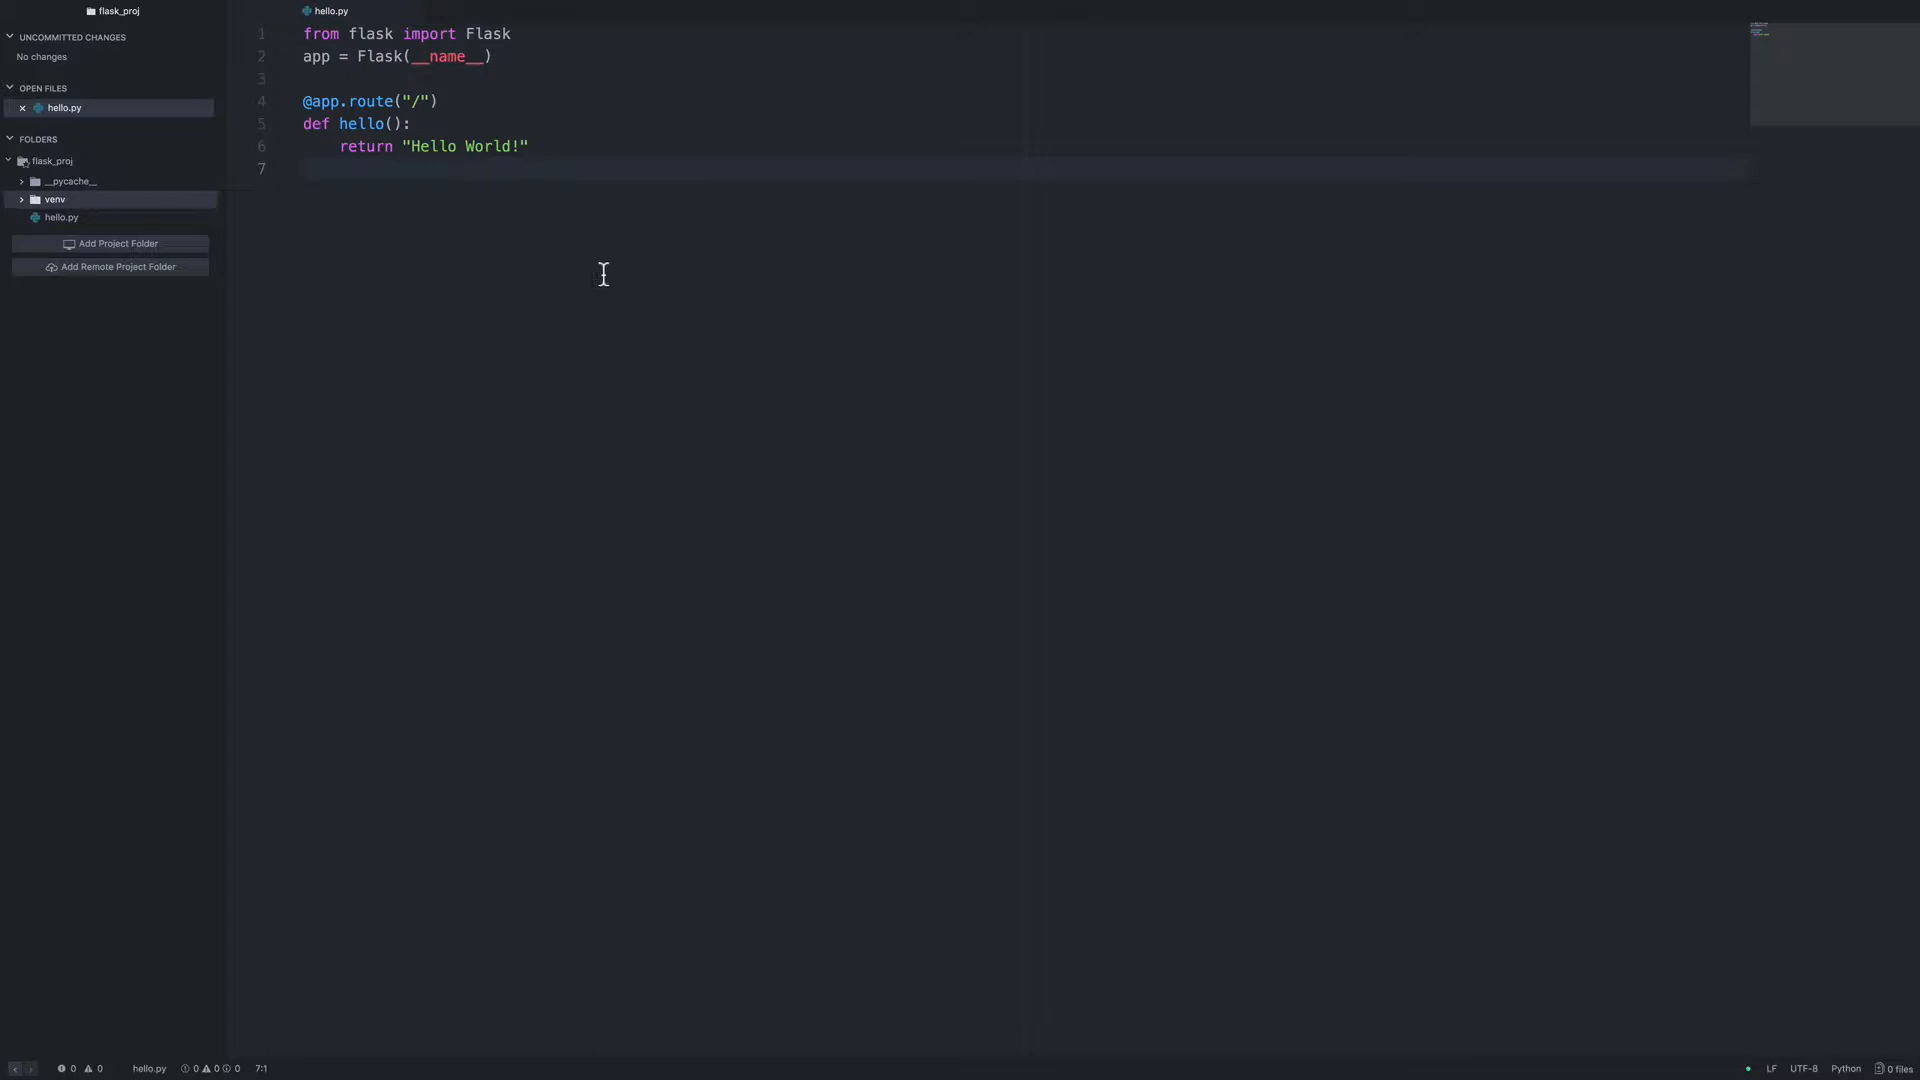 flask_proj
UNCOMMITTED CHANGES
No changes
OPEN FILES
hello.py
FOLDERS
flask_proj
__pycache__
venv
hello.py
Add Project Folder
Add Remote Project Folder
hello.py
1 from flask import Flask
2 app = Flask(__name__)
3
4 @app.route("/")
5 def hello():
6     return "Hello World!"
7
0 0 hello.py 0 0 0 7:1 LF UTF-8 Python 0 files